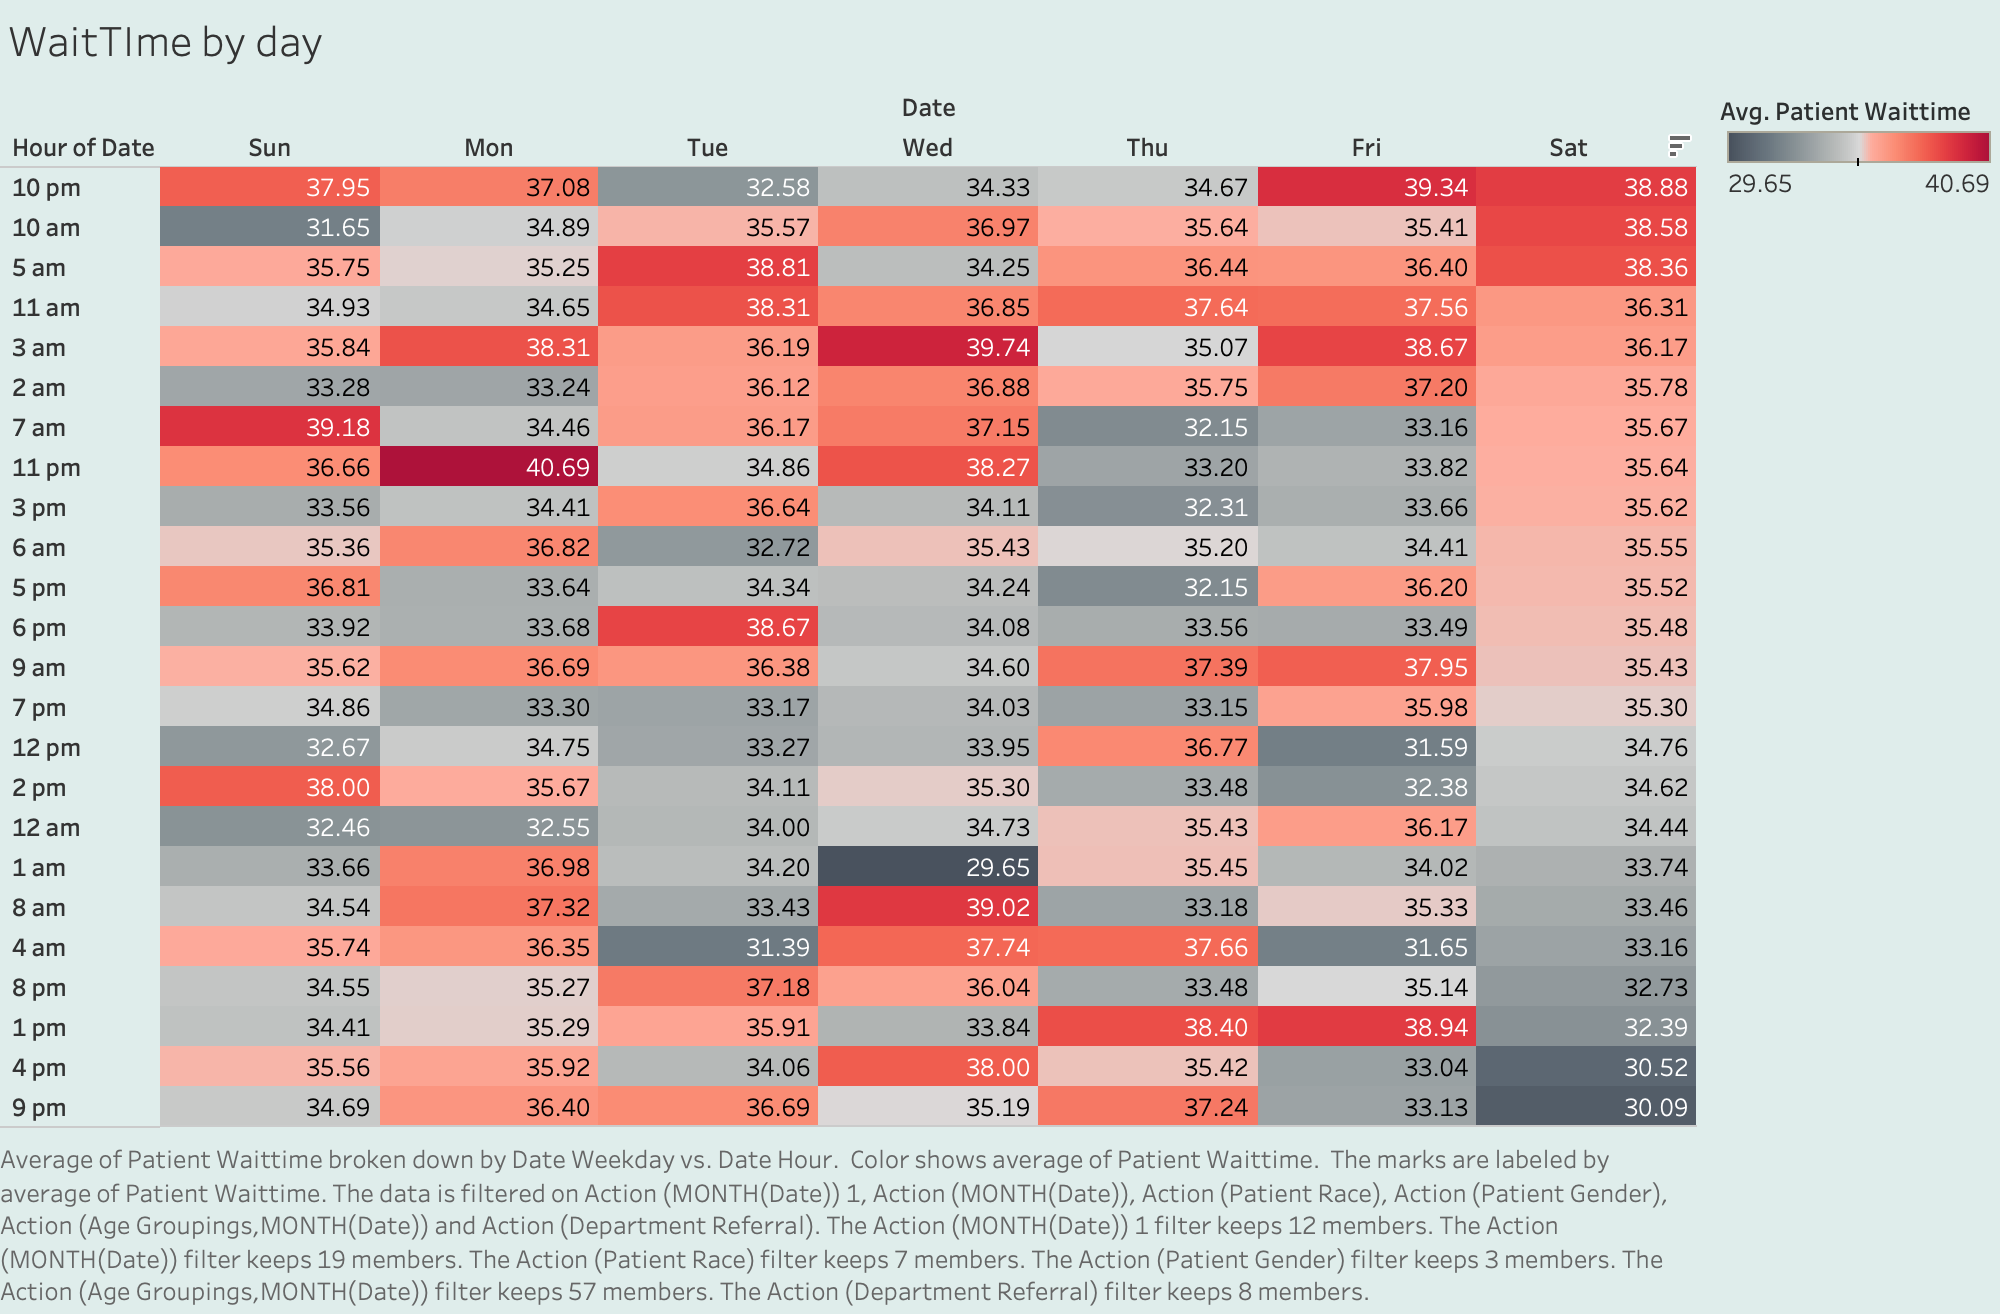 WaitTIme by day
Date
Hour of Date Sun Mon Tue Wed Thu Fri Sat
10 pm 37.95 37.08 32.58 34.33 34.67 39.34 38.88
10 am 31.65 34.89 35.57 36.97 35.64 35.41 38.58
5 am 35.75 35.25 38.81 34.25 36.44 36.40 38.36
11 am 34.93 34.65 38.31 36.85 37.64 37.56 36.31
3 am 35.84 38.31 36.19 39.74 35.07 38.67 36.17
2 am 33.28 33.24 36.12 36.88 35.75 37.20 35.78
7 am 39.18 34.46 36.17 37.15 32.15 33.16 35.67
11 pm 36.66 40.69 34.86 38.27 33.20 33.82 35.64
3 pm 33.56 34.41 36.64 34.11 32.31 33.66 35.62
6 am 35.36 36.82 32.72 35.43 35.20 34.41 35.55
5 pm 36.81 33.64 34.34 34.24 32.15 36.20 35.52
6 pm 33.92 33.68 38.67 34.08 33.56 33.49 35.48
9 am 35.62 36.69 36.38 34.60 37.39 37.95 35.43
7 pm 34.86 33.30 33.17 34.03 33.15 35.98 35.30
12 pm 32.67 34.75 33.27 33.95 36.77 31.59 34.76
2 pm 38.00 35.67 34.11 35.30 33.48 32.38 34.62
12 am 32.46 32.55 34.00 34.73 35.43 36.17 34.44
1 am 33.66 36.98 34.20 29.65 35.45 34.02 33.74
8 am 34.54 37.32 33.43 39.02 33.18 35.33 33.46
4 am 35.74 36.35 31.39 37.74 37.66 31.65 33.16
8 pm 34.55 35.27 37.18 36.04 33.48 35.14 32.73
1 pm 34.41 35.29 35.91 33.84 38.40 38.94 32.39
4 pm 35.56 35.92 34.06 38.00 35.42 33.04 30.52
9 pm 34.69 36.40 36.69 35.19 37.24 33.13 30.09
Avg. Patient Waittime
29.65 40.69
Average of Patient Waittime broken down by Date Weekday vs. Date Hour.  Color shows average of Patient Waittime.  The marks are labeled by
average of Patient Waittime. The data is filtered on Action (MONTH(Date)) 1, Action (MONTH(Date)), Action (Patient Race), Action (Patient Gender),
Action (Age Groupings,MONTH(Date)) and Action (Department Referral). The Action (MONTH(Date)) 1 filter keeps 12 members. The Action
(MONTH(Date)) filter keeps 19 members. The Action (Patient Race) filter keeps 7 members. The Action (Patient Gender) filter keeps 3 members. The
Action (Age Groupings,MONTH(Date)) filter keeps 57 members. The Action (Department Referral) filter keeps 8 members.